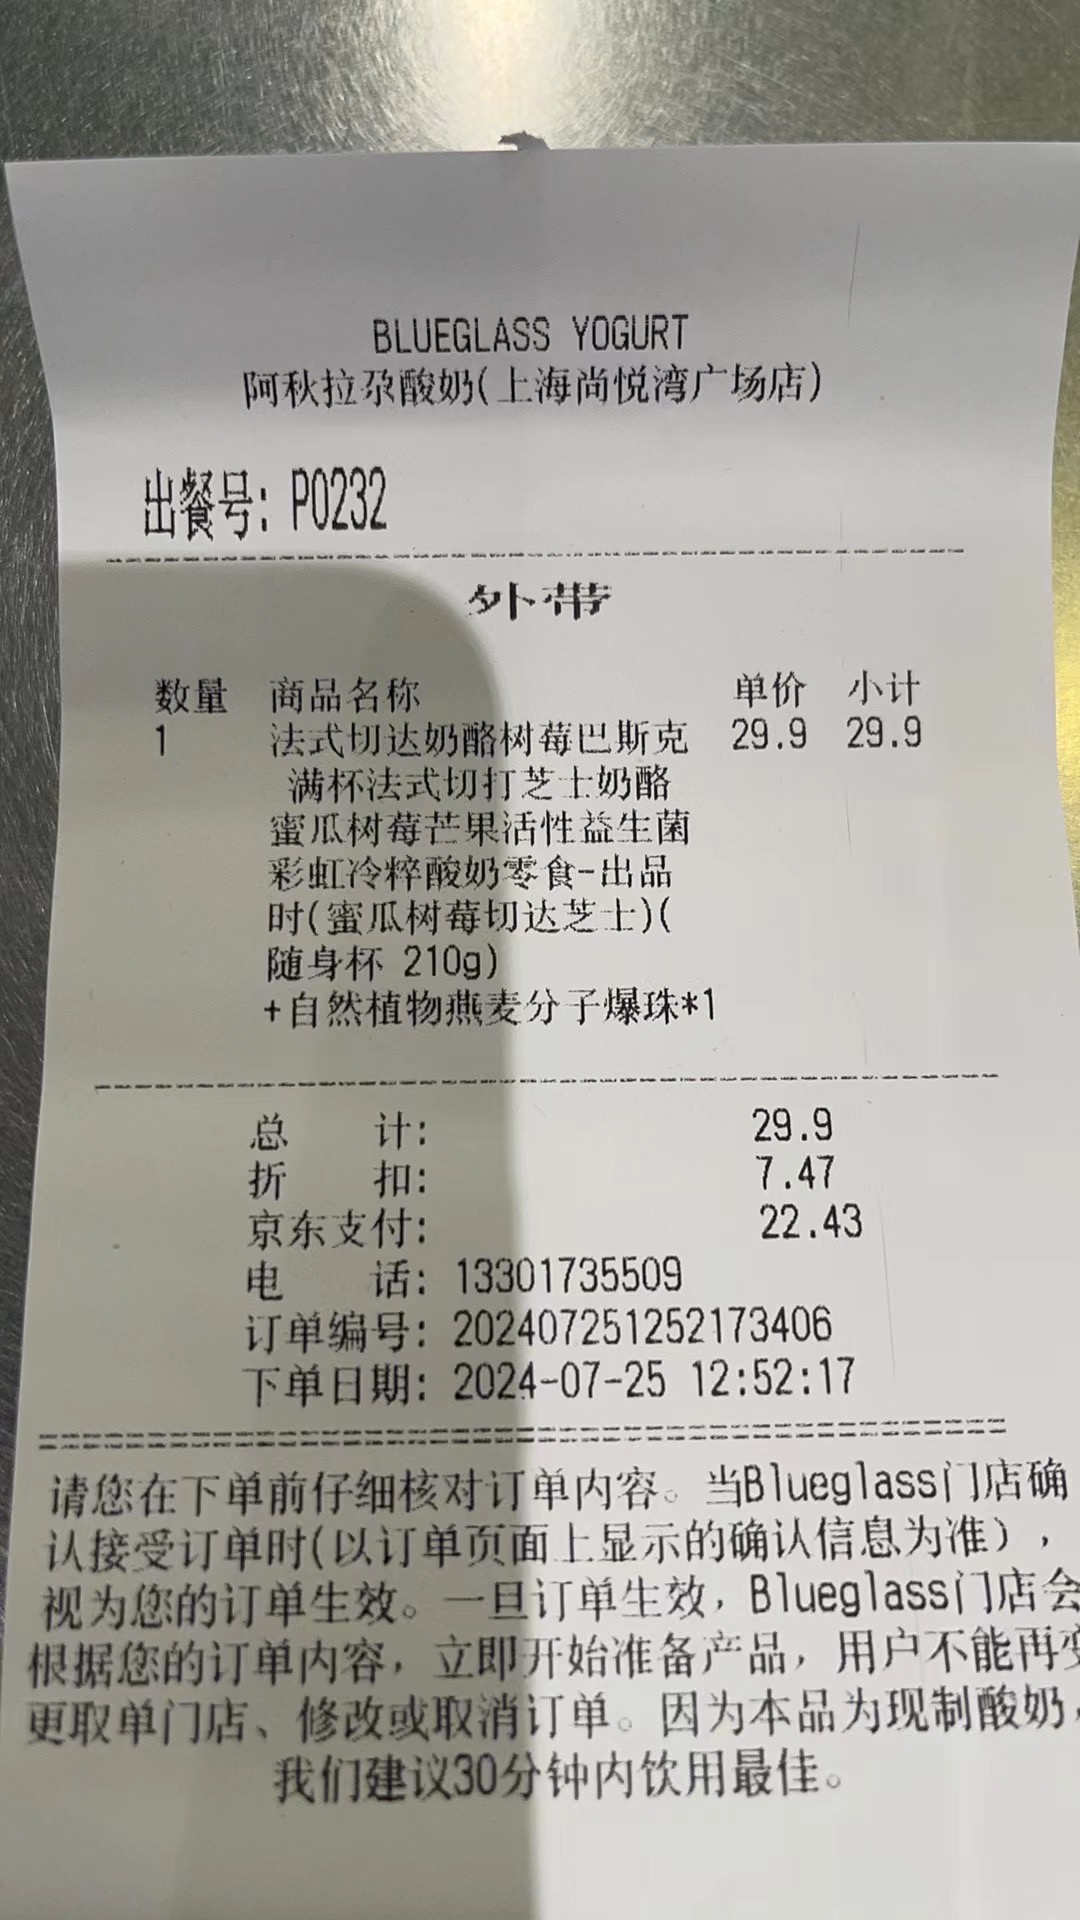 BLUEGLASS YOGURT
阿秋拉尕酸奶(上海尚悦湾广场店)
出餐号: P0232
外带
数量 商品名称 单价 小计
1 法式切达奶酪树莓巴斯克 29.9 29.9
满杯法式切打芝士奶酪
蜜瓜树莓芒果活性益生菌
彩虹冷粹酸奶零食-出品
时(蜜瓜树莓切达芝士)(
随身杯 210g)
+自然植物燕麦分子爆珠*1
总 计: 29.9
折 扣: 7.47
京东支付: 22.43
电 话: 13301735509
订单编号: 202407251252173406
下单日期: 2024-07-25 12:52:17
请您在下单前仔细核对订单内容。当Blueglass门店确
认接受订单时(以订单页面上显示的确认信息为准),
视为您的订单生效。一旦订单生效,Blueglass门店会
根据您的订单内容,立即开始准备产品,用户不能再变
更取单门店、修改或取消订单。因为本品为现制酸奶,
我们建议30分钟内饮用最佳。